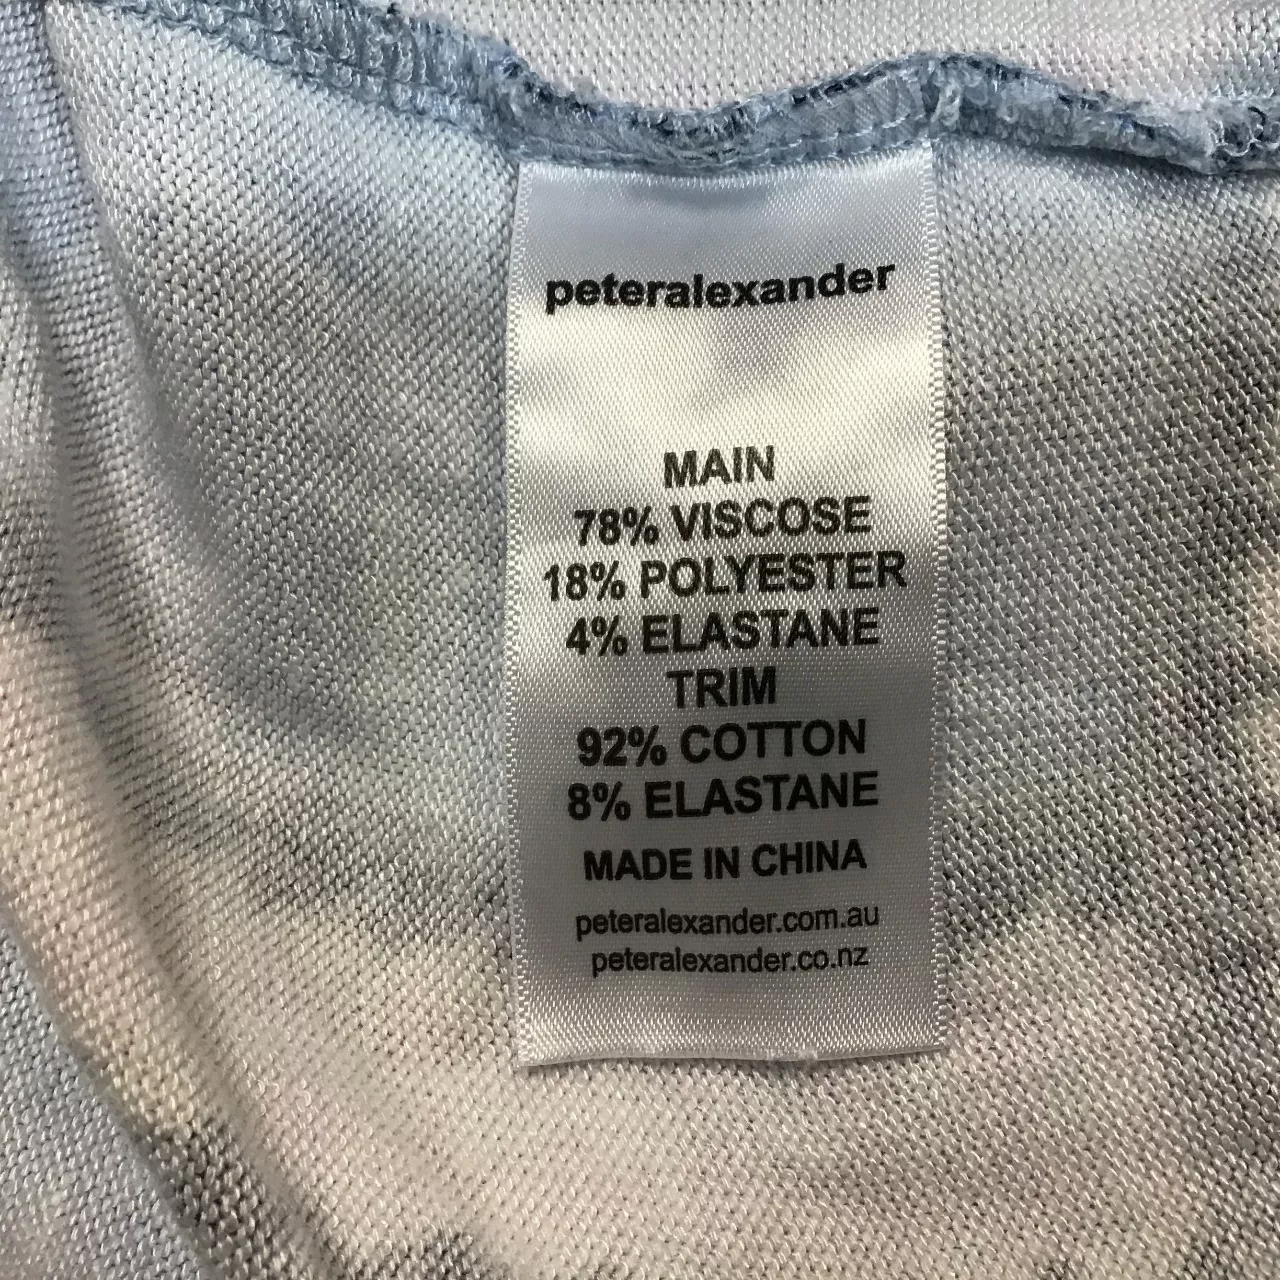 peteralexander
MAIN
78% VISCOSE
18% POLYESTER
4% ELASTANE
TRIM
92% COTTON
8% ELASTANE
MADE IN CHINA
peteralexander.com.au
peteralexander.co.nz